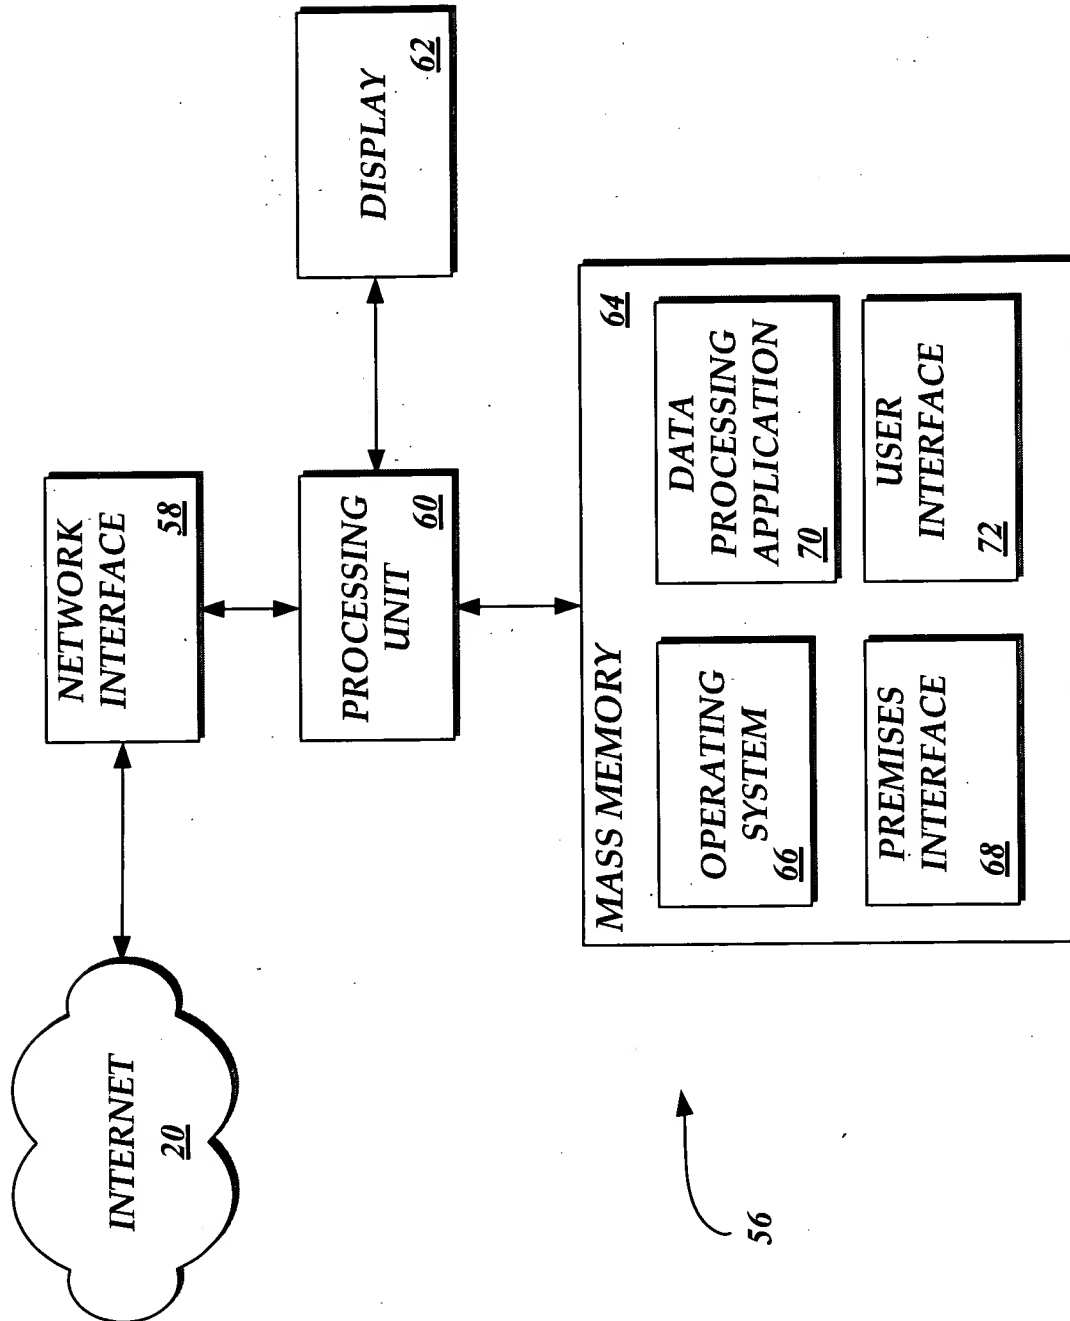 INTERNET
20
NETWORK
INTERFACE
58
PROCESSING
UNIT
60
DISPLAY
62
MASS MEMORY
64
OPERATING
SYSTEM
66
DATA
PROCESSING
APPLICATION
70
PREMISES
INTERFACE
68
USER
INTERFACE
72
56